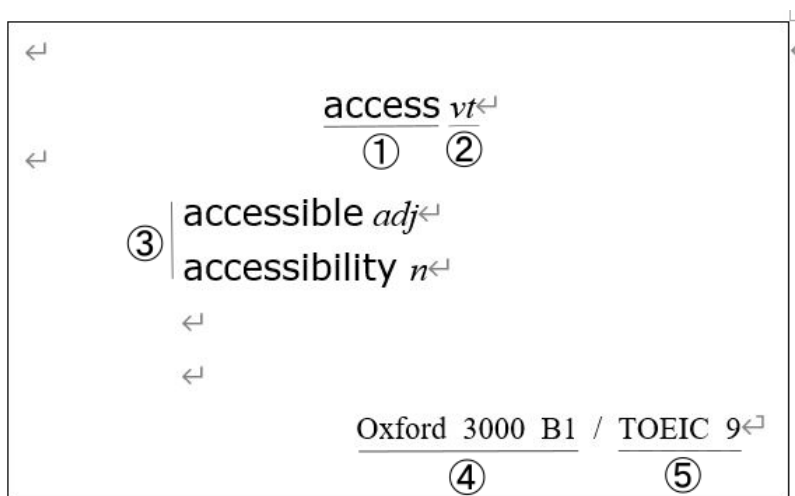 access vt
① ②
③
accessible adj
accessibility n
Oxford 3000 B1 / TOEIC 9
④ ⑤